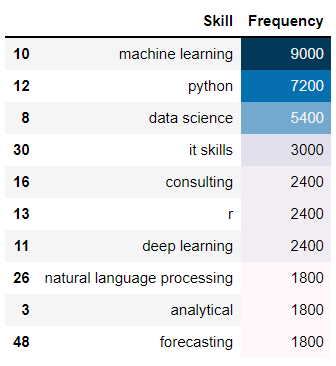 Skill Frequency
10 machine learning 9000
12 python 7200
8 data science 5400
30 it skills 3000
16 consulting 2400
13 r 2400
11 deep learning 2400
26 natural language processing 1800
3 analytical 1800
48 forecasting 1800